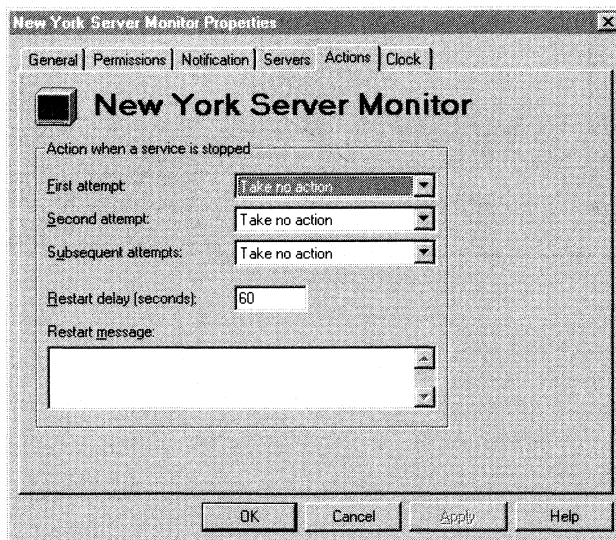 New York Server Monitor Properties
General Permissions Notification Servers Actions Clock
New York Server Monitor
Action when a service is stopped
First attempt: Take no action
Second attempt: Take no action
Subsequent attempts: Take no action
Restart delay (seconds): 60
Restart message:
OK Cancel Apply Help